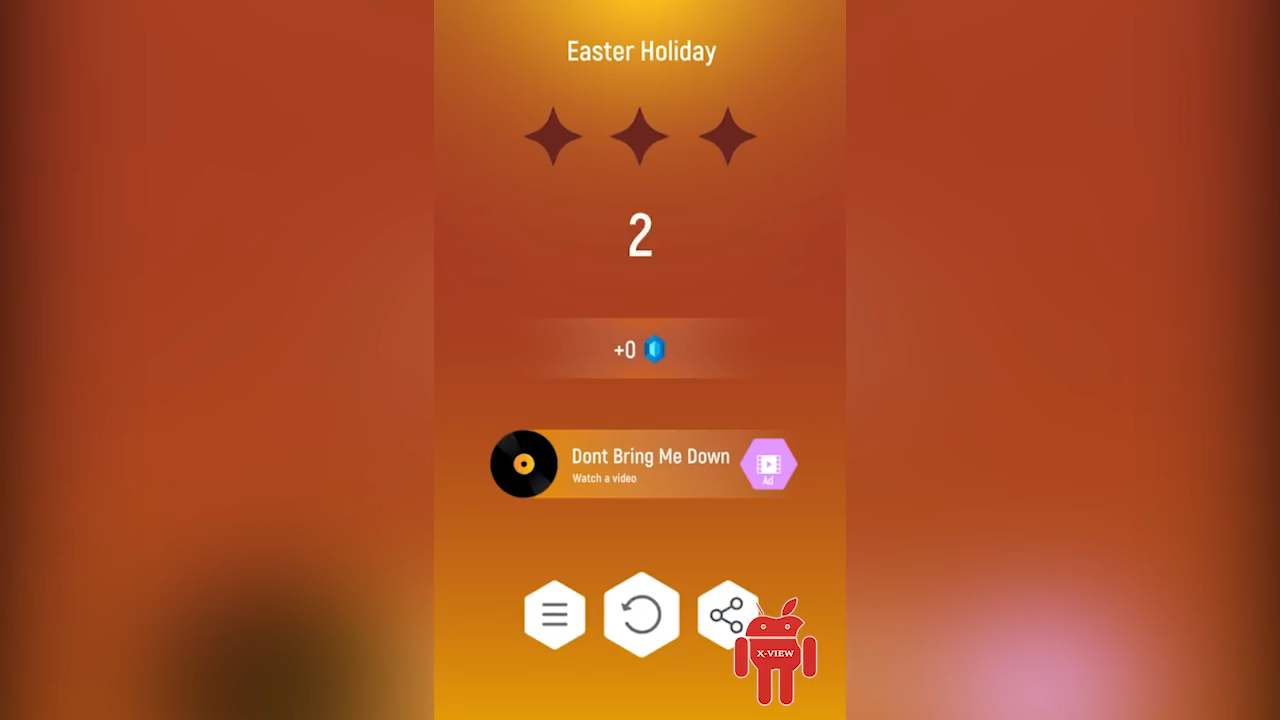 Easter Holiday
2
+0
Dont Bring Me Down
Watch a video
Ad
X-VIEW